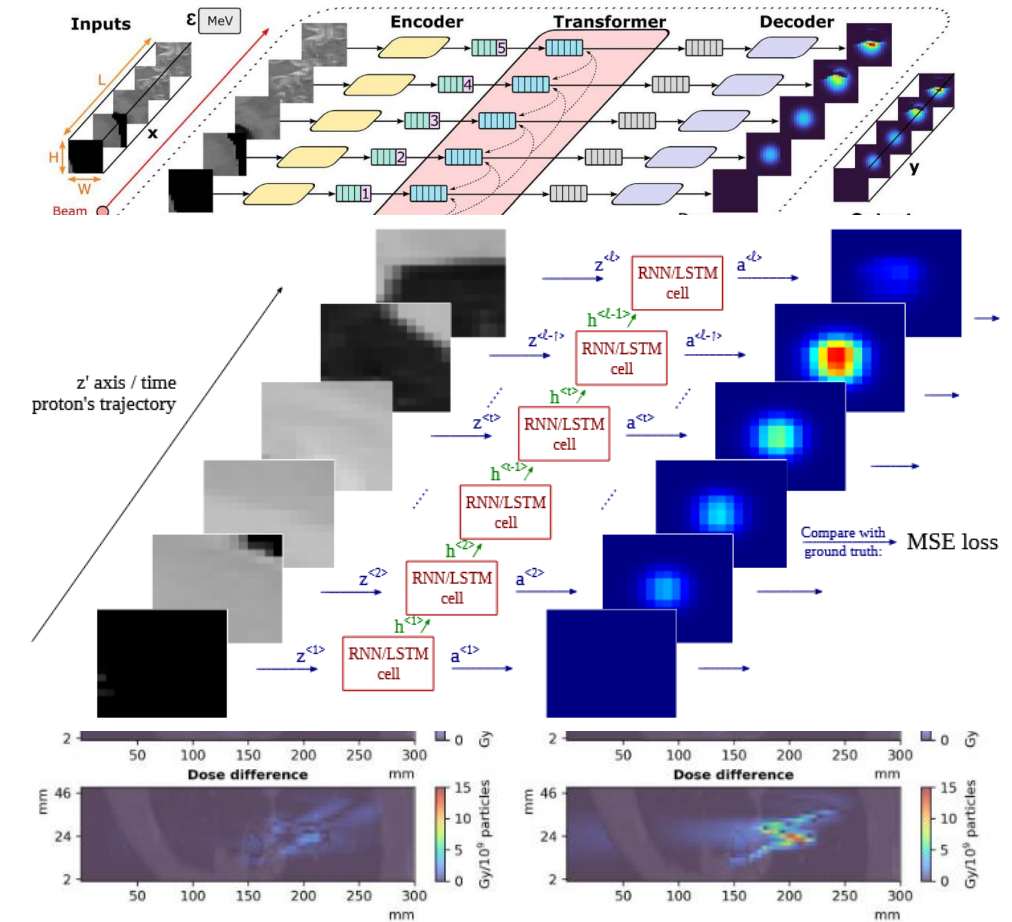 Inputs
ε MeV
Encoder
Transformer
Decoder
L
x
H
W
Beam
5
4
3
2
1
y
z' axis / time
proton's trajectory
z<ℓ>
RNN/LSTM
cell
a<ℓ>
h<ℓ-1>
z<ℓ-1>
RNN/LSTM
cell
a<ℓ-1>
h<t>
z<t>
RNN/LSTM
cell
a<t>
h<t-1>
RNN/LSTM
cell
h<2>
z<2>
RNN/LSTM
cell
a<2>
h<1>
z<1>
RNN/LSTM
cell
a<1>
Compare with
ground truth:
MSE loss
2
50 100 150 200 250 300
mm
0
Gy
2
50 100 150 200 250 300
mm
0
Gy
Dose difference
mm
46
24
2
50 100 150 200 250 300
mm
15
10
5
0
Gy/10⁹ particles
Dose difference
46
24
2
50 100 150 200 250 300
mm
15
10
5
0
Gy/10⁹ particles